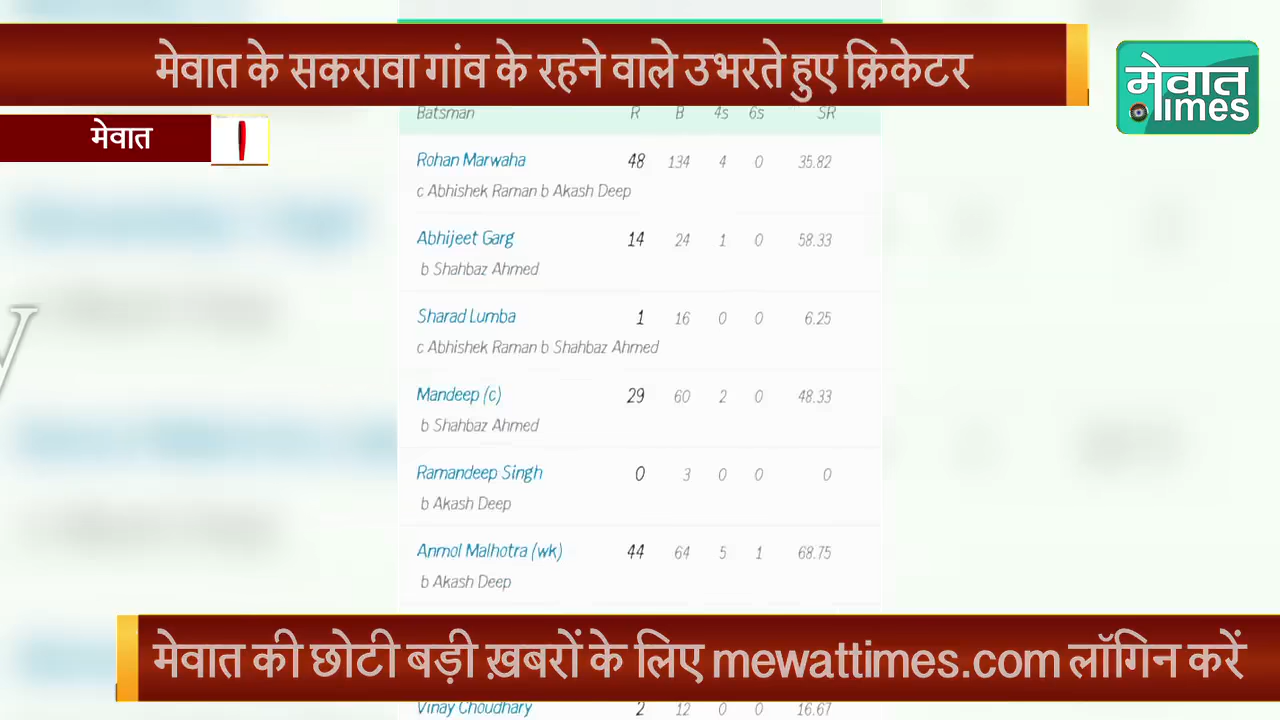 मेवात के सकरावा गांव के रहने वाले उभरते हुए क्रिकेटर
मेवात
मेवात
Times
Batsman R B 4s 6s SR
Rohan Marwaha 48 134 4 0 35.82
c Abhishek Raman b Akash Deep
Abhijeet Garg 14 24 1 0 58.33
b Shahbaz Ahmed
Sharad Lumba 1 16 0 0 6.25
c Abhishek Raman b Shahbaz Ahmed
Mandeep (c) 29 60 2 0 48.33
b Shahbaz Ahmed
Ramandeep Singh 0 3 0 0 0
b Akash Deep
Anmol Malhotra (wk) 44 64 5 1 68.75
b Akash Deep
मेवात की छोटी बड़ी ख़बरों के लिए mewattimes.com लॉगिन करें
Vinay Choudhary 2 12 0 0 16.67